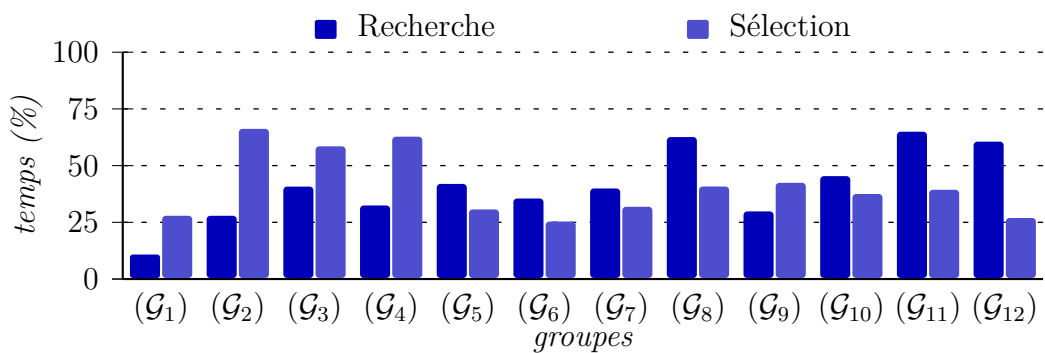 Recherche Sélection
100
75
50
25
0
temps (%)
(𝒢₁) (𝒢₂) (𝒢₃) (𝒢₄) (𝒢₅) (𝒢₆) (𝒢₇) (𝒢₈) (𝒢₉) (𝒢₁₀) (𝒢₁₁) (𝒢₁₂)
groupes